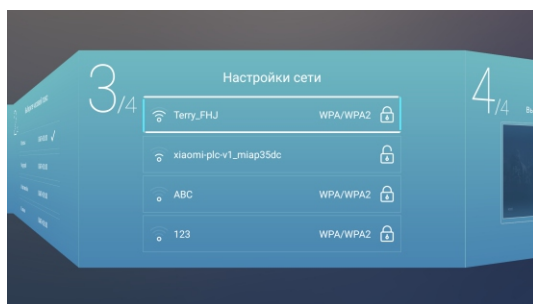 3/4
Настройки сети
Terry_FHJ WPA/WPA2
xiaomi-plc-v1_miap35dc
ABC WPA/WPA2
123 WPA/WPA2
4/4